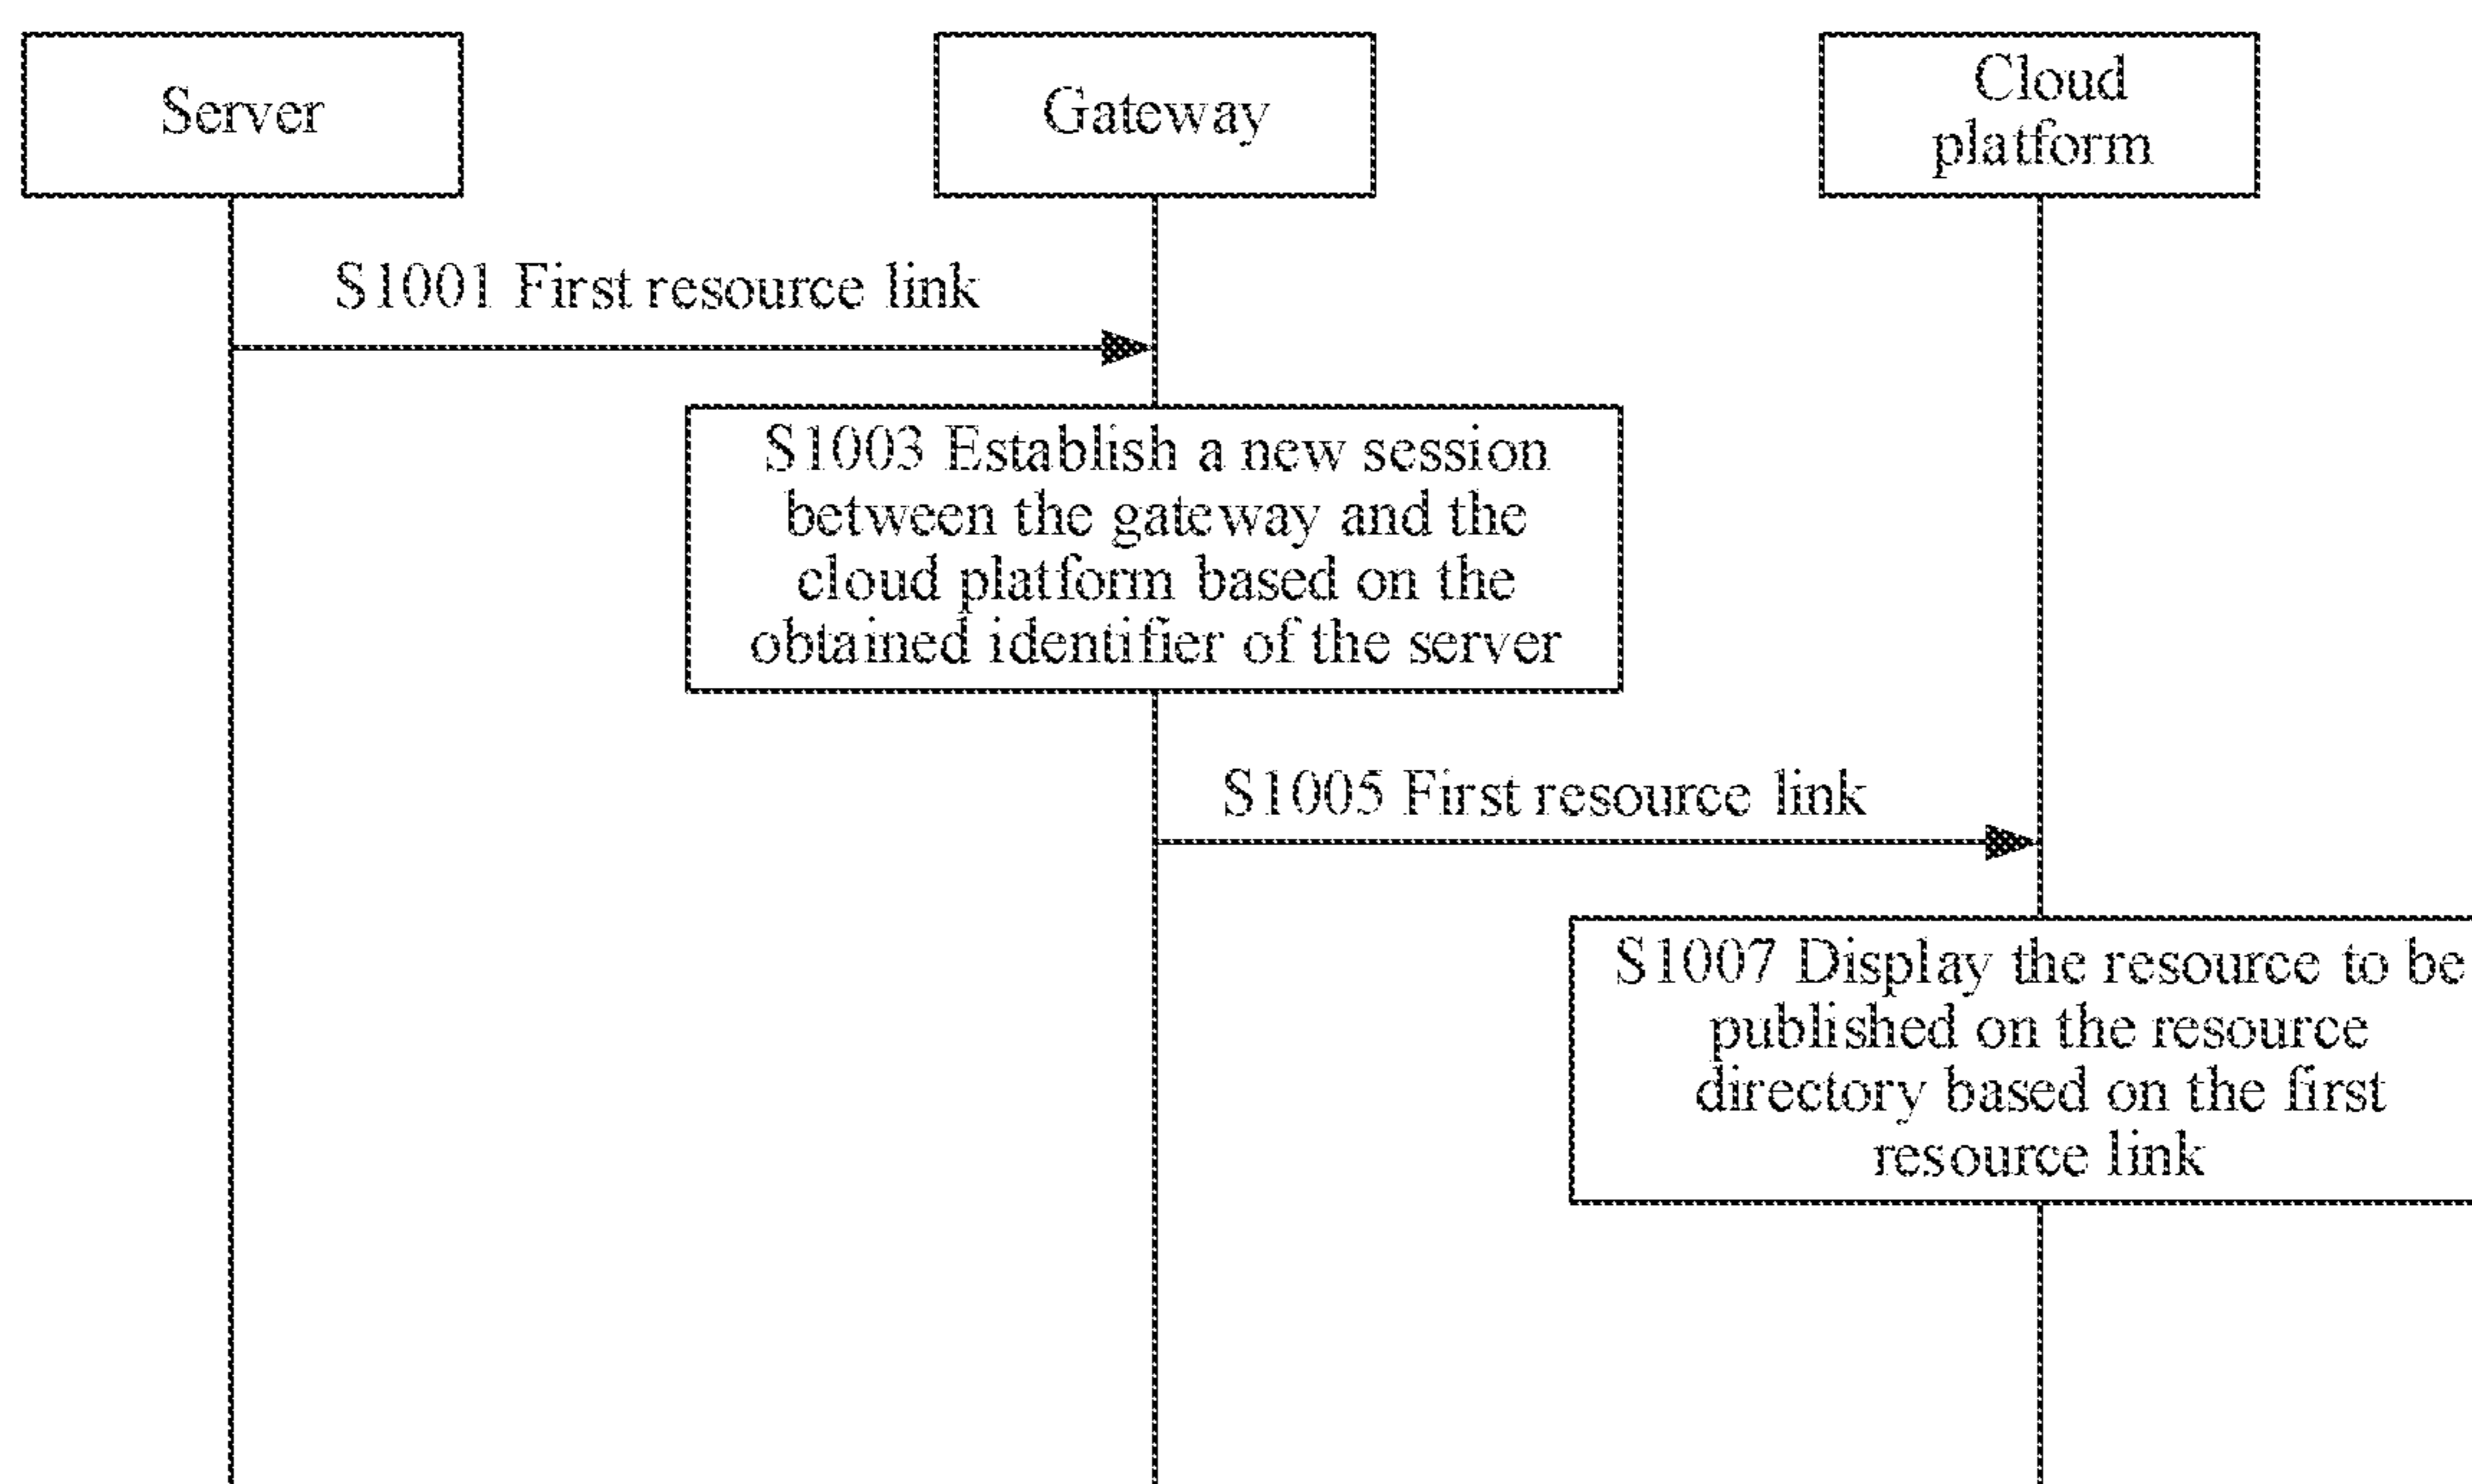 Server
Gateway
Cloud
platform
S1001 First resource link
S1003 Establish a new session
between the gateway and the
cloud platform based on the
obtained identifier of the server
S1005 First resource link
S1007 Display the resource to be
published on the resource
directory based on the first
resource link